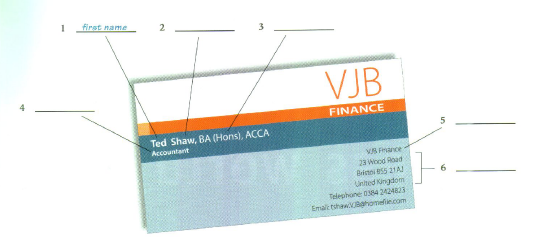 1 first name
2
3
4
VJB
FINANCE
Ted Shaw, BA (Hons), ACCA
Accountant
VJB Finance
23 Wood Road
Bristol BS5 21AJ
United Kingdom
Telephone: 0384 2424823
Email: tshaw.VJB@homefile.com
5
6